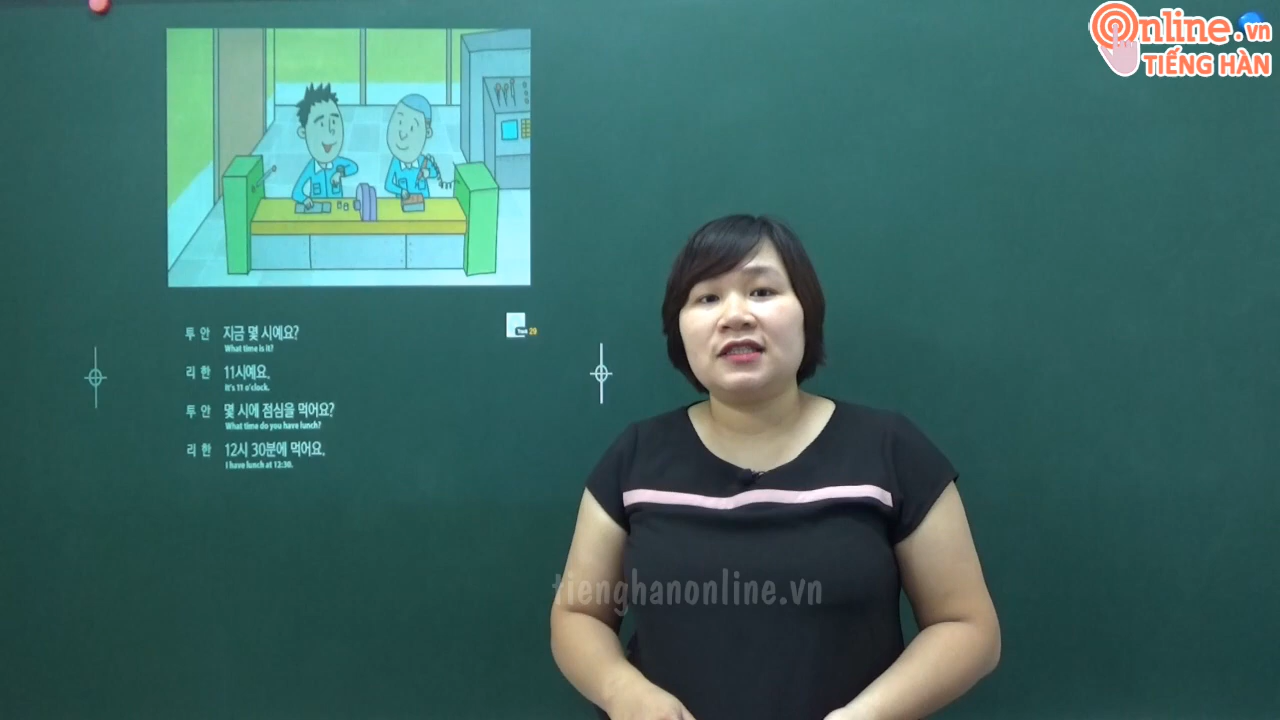 Online.vn
TIẾNG HÀN
투 안 지금 몇 시예요?
What time is it?
리 한 11시예요.
It's 11 o'clock.
투 안 몇 시에 점심을 먹어요?
What time do you have lunch?
리 한 12시 30분에 먹어요.
I have lunch at 12:30.
Track 29
tienghanonline.vn